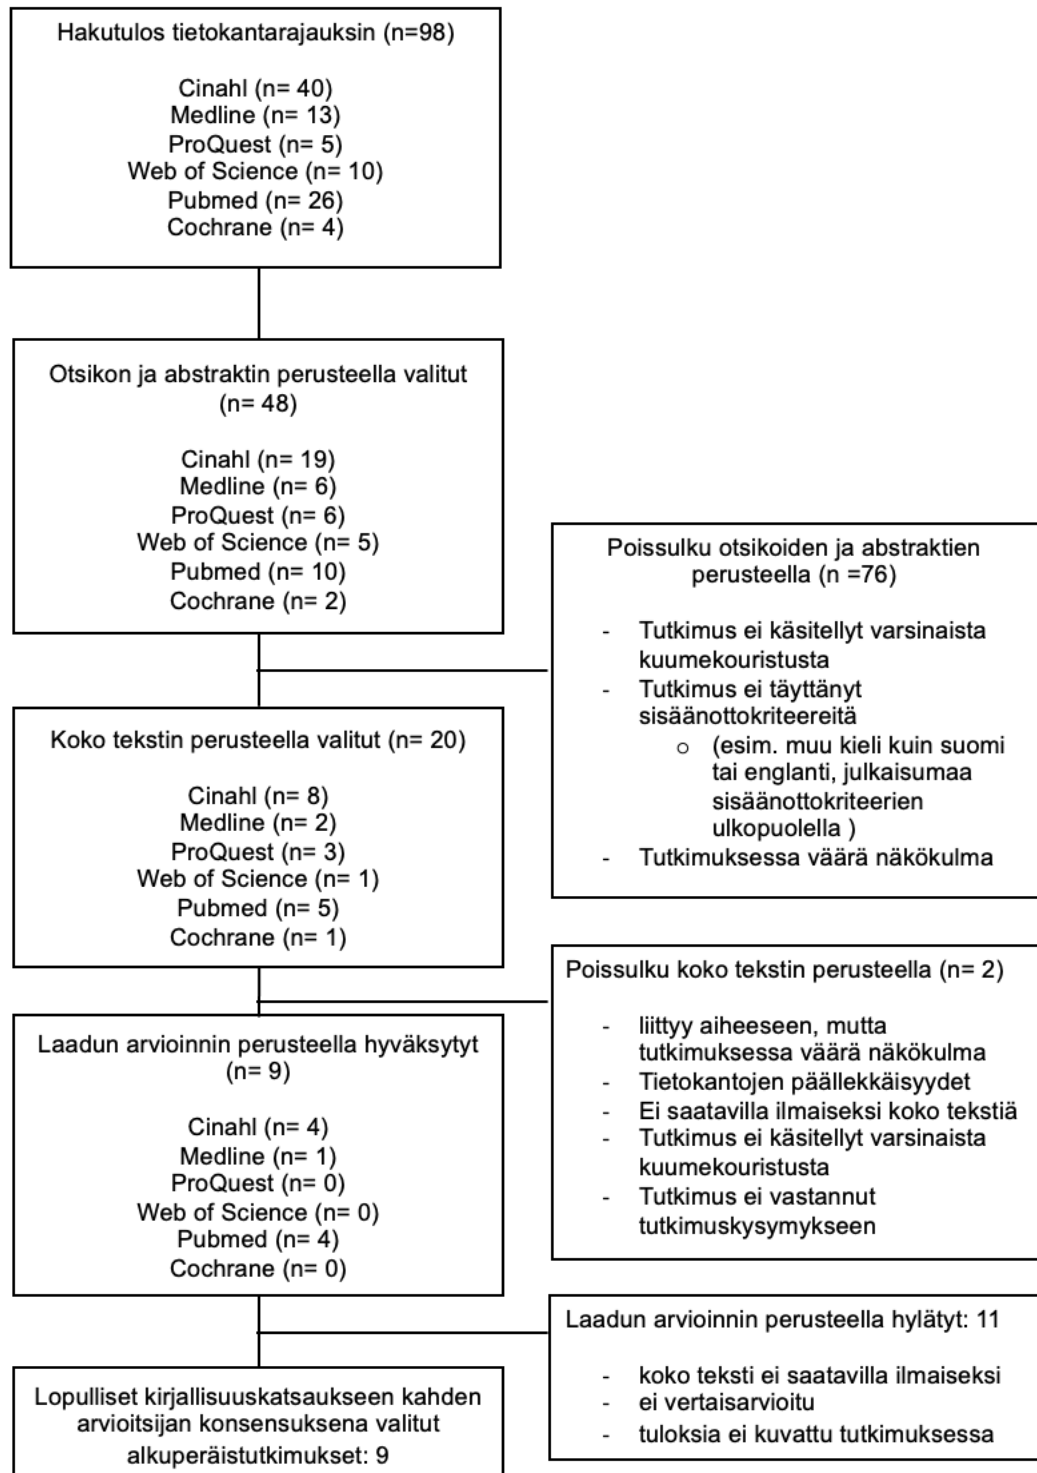 Hakutulos tietokantarajauksin (n=98)
Cinahl (n= 40)
Medline (n= 13)
ProQuest (n= 5)
Web of Science (n= 10)
Pubmed (n= 26)
Cochrane (n= 4)
Otsikon ja abstraktin perusteella valitut
(n= 48)
Cinahl (n= 19)
Medline (n= 6)
ProQuest (n= 6)
Web of Science (n= 5)
Pubmed (n= 10)
Cochrane (n= 2)
Poissulku otsikoiden ja abstraktien
perusteella (n =76)
- Tutkimus ei käsitellyt varsinaista
kuumekouristusta
- Tutkimus ei täyttänyt
sisäänottokriteereitä
o (esim. muu kieli kuin suomi
tai englanti, julkaisumaa
sisäänottokriteerien
ulkopuolella )
- Tutkimuksessa väärä näkökulma
Koko tekstin perusteella valitut (n= 20)
Cinahl (n= 8)
Medline (n= 2)
ProQuest (n= 3)
Web of Science (n= 1)
Pubmed (n= 5)
Cochrane (n= 1)
Poissulku koko tekstin perusteella (n= 2)
- liittyy aiheeseen, mutta
tutkimuksessa väärä näkökulma
- Tietokantojen päällekkäisyydet
- Ei saatavilla ilmaiseksi koko tekstiä
- Tutkimus ei käsitellyt varsinaista
kuumekouristusta
- Tutkimus ei vastannut
tutkimuskysymykseen
Laadun arvioinnin perusteella hyväksytyt
(n= 9)
Cinahl (n= 4)
Medline (n= 1)
ProQuest (n= 0)
Web of Science (n= 0)
Pubmed (n= 4)
Cochrane (n= 0)
Laadun arvioinnin perusteella hylätyt: 11
- koko teksti ei saatavilla ilmaiseksi
- ei vertaisarvioitu
- tuloksia ei kuvattu tutkimuksessa
Lopulliset kirjallisuuskatsaukseen kahden
arvioitsijan konsensuksena valitut
alkuperäistutkimukset: 9